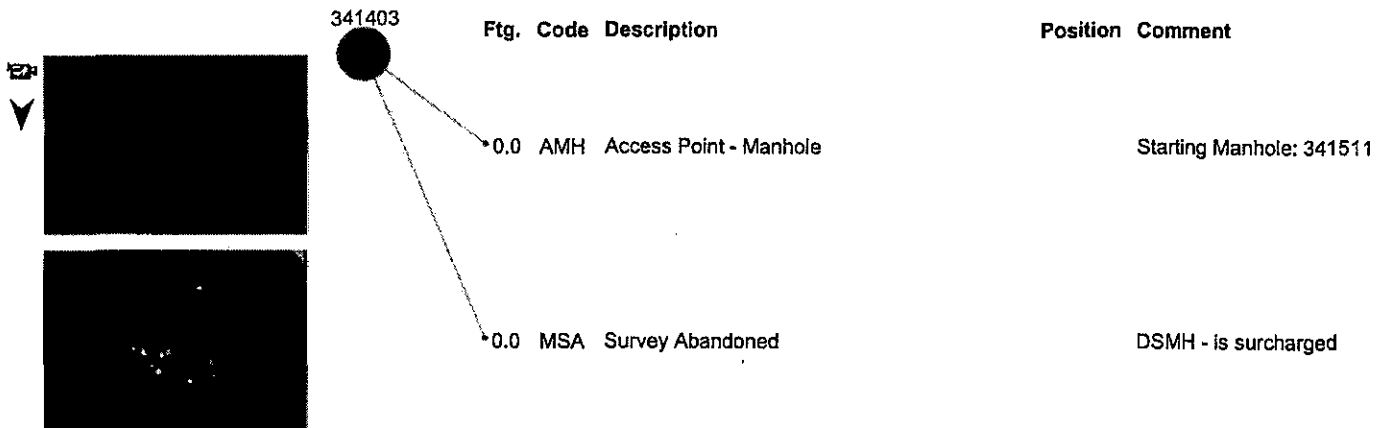 341403
Ftg. Code Description Position Comment
0.0 AMH Access Point - Manhole Starting Manhole: 341511
0.0 MSA Survey Abandoned DSMH - is surcharged